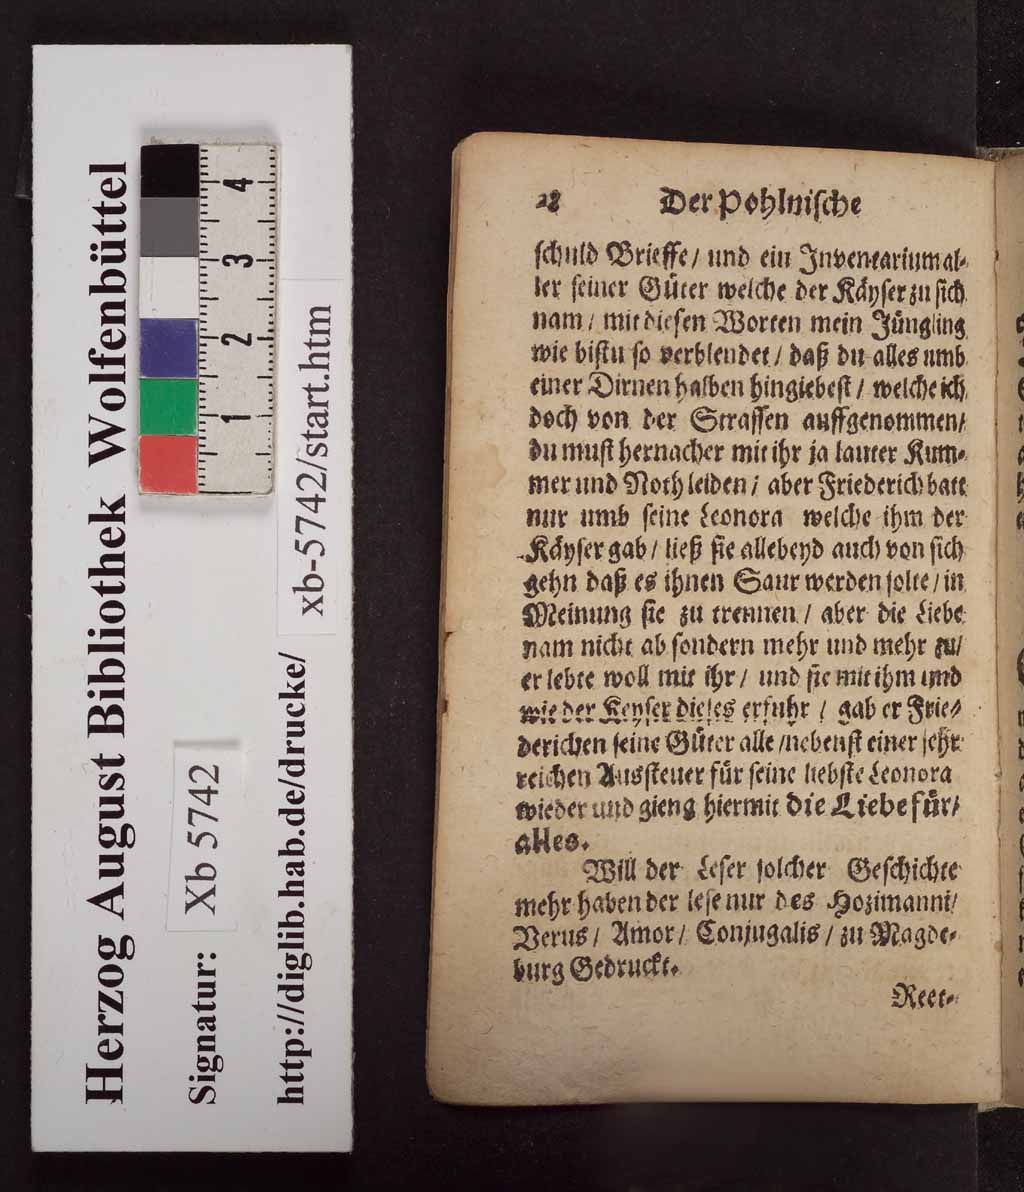 Herzog August Bibliothek Wolfenbüttel
Signatur: Xb 5742
http://diglib.hab.de/drucke/ xb-5742/start.htm
1 2 3 4
28 Der Pohlnische
schuld Brieffe / und ein Inventarium al-
ler seiner Güter welche der Käyser zu sich
nam / mit diesen Worten mein Jüngling
wie bistu so verblendet / daß du alles umb
einer Dirnen halben hingiebest / welche ich
doch von der Strassen auffgenommen /
du must hernacher mit ihr ja lauter Kum-
mer und Noth leiden / aber Friederich batt
nur umb seine Leonora welche ihm der
Käyser gab / ließ sie allebeyd auch von sich
gehn daß es ihnen Saur werden solte / in
Meinung sie zu trennen / aber die Liebe
nam nicht ab sondern mehr und mehr zu /
er lebte woll mit ihr / und sie mit ihm und
wie der Keyser dieses erfuhr / gab er Frie-
derichen seine Güter alle / nebenst einer sehr
reichen Aussteuer für seine liebste Leonora
wieder und gieng hiermit die Liebe für /
alles.
Will der Leser solcher Geschichte
mehr haben der lese nur des Hozimanni /
Verus / Amor / Conjugalis / zu Magde-
burg Gedruckt.
Reet-